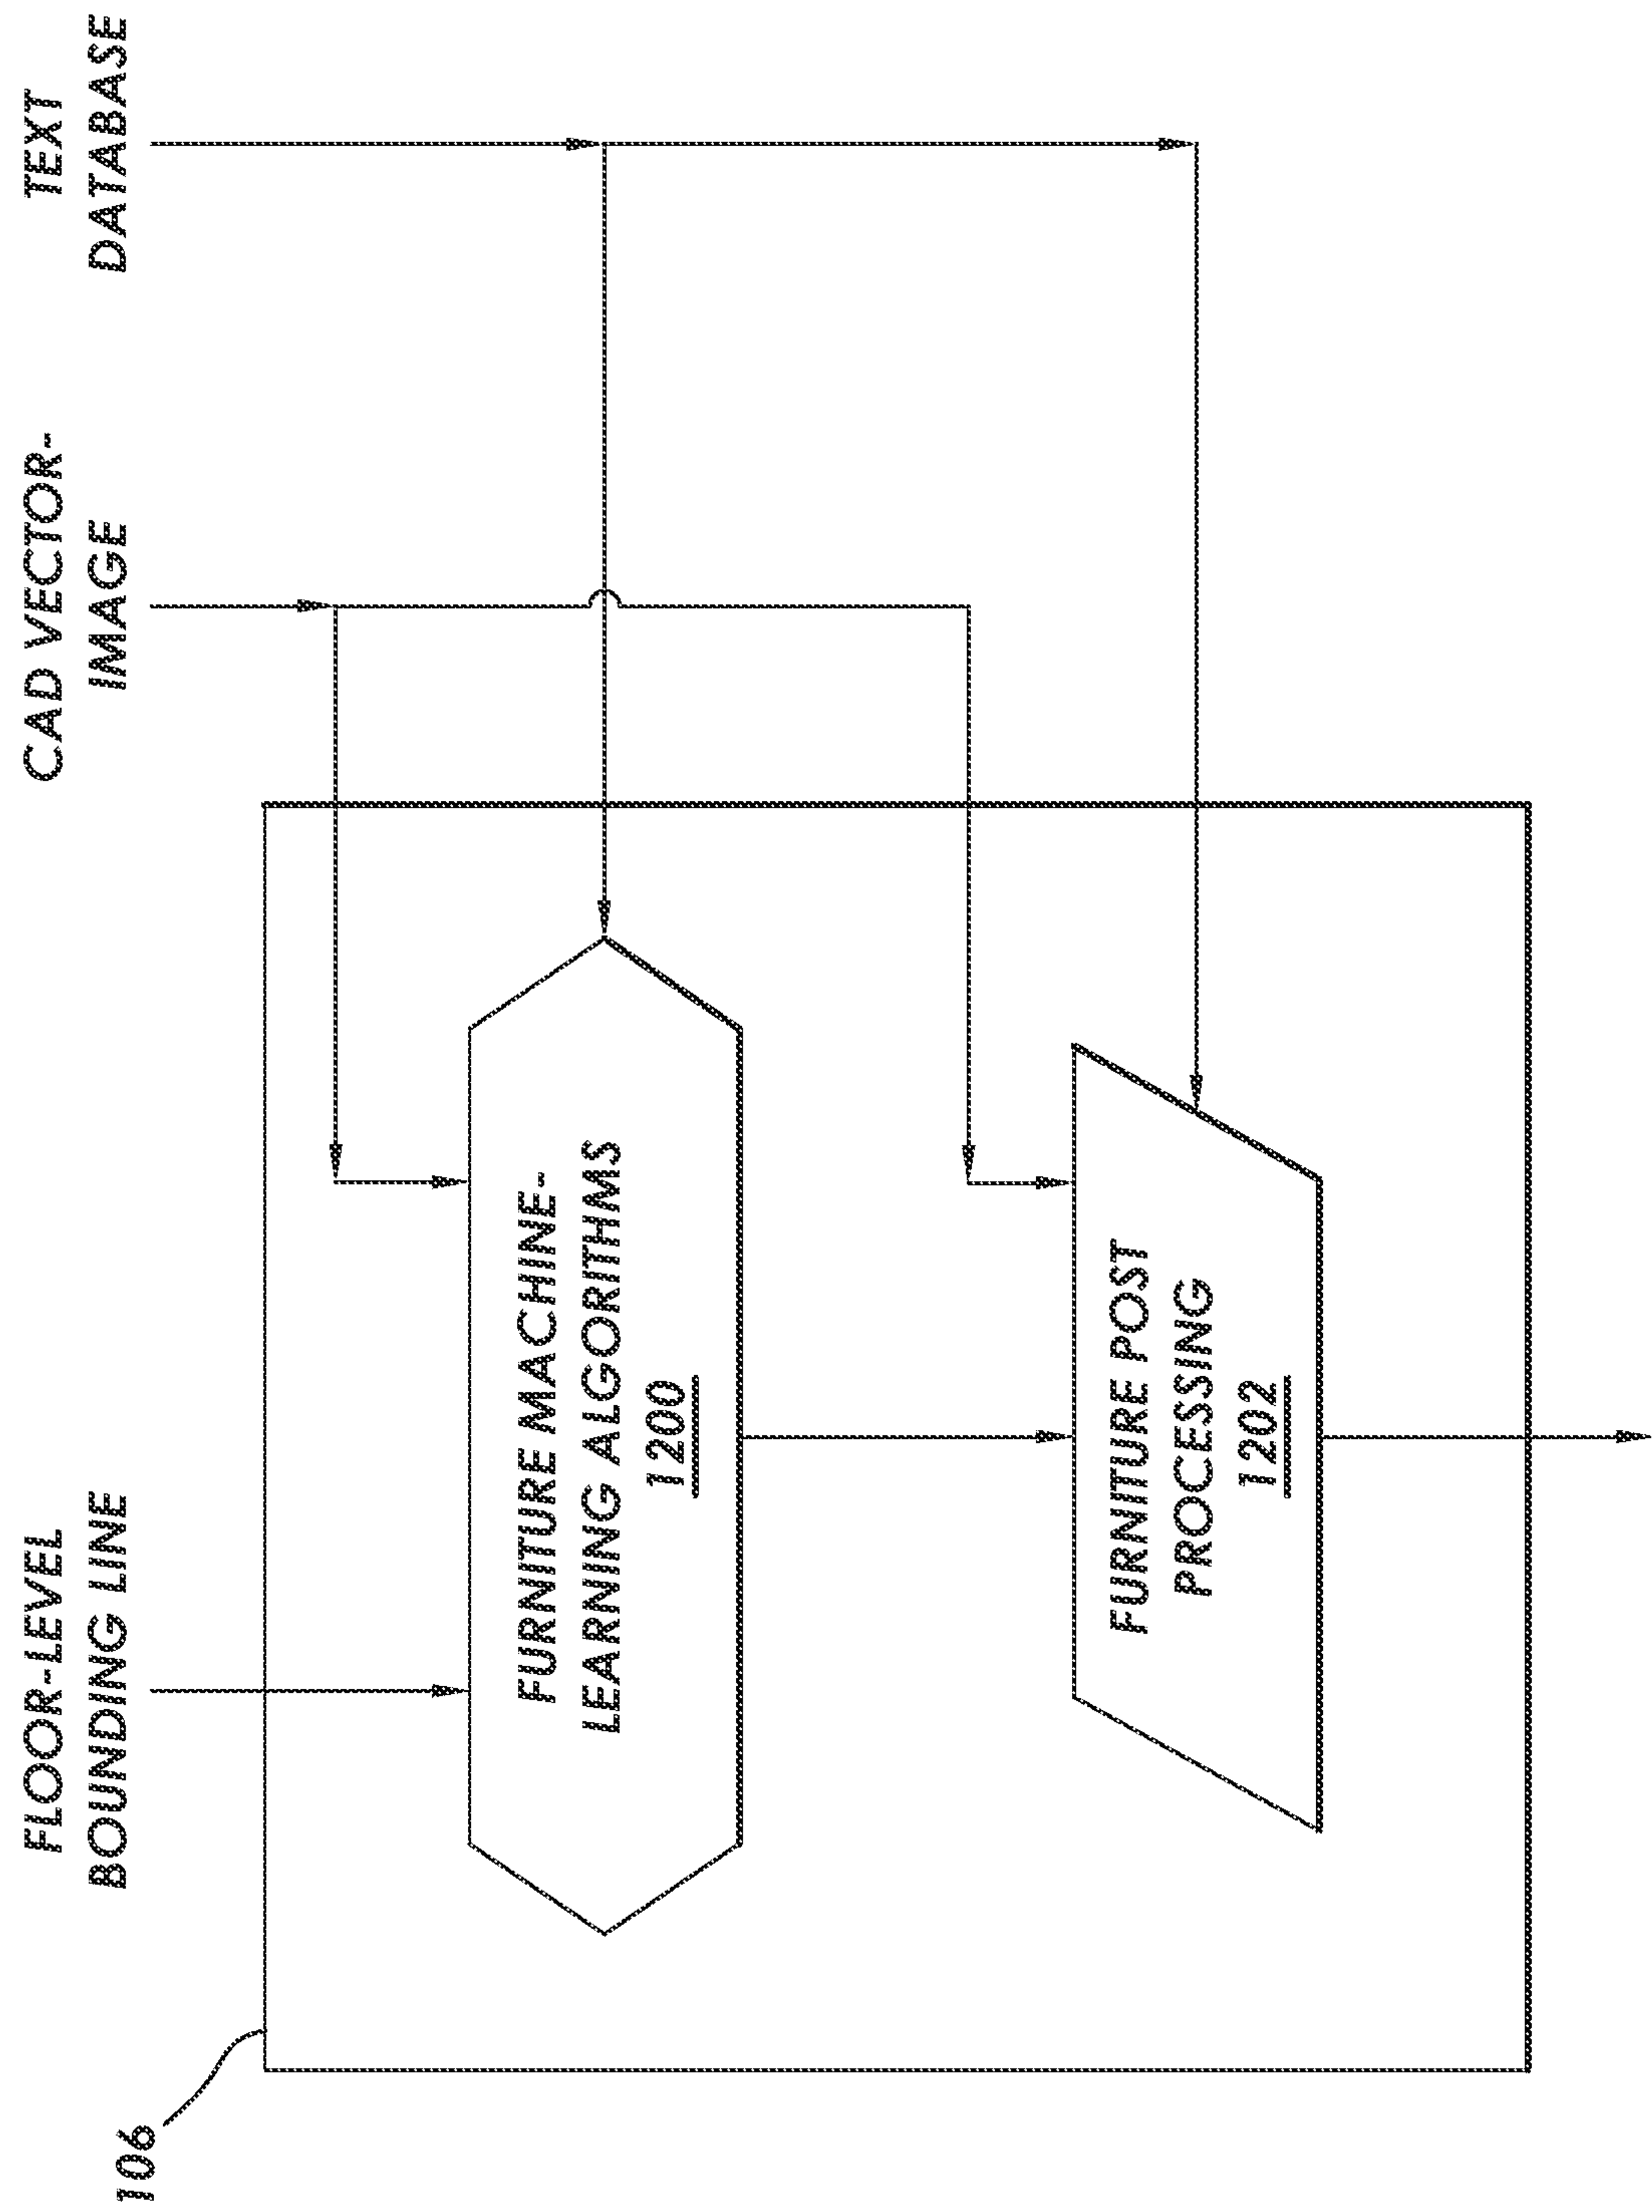 106
FLOOR-LEVEL
BOUNDING LINE
CAD VECTOR-
IMAGE
TEXT
DATABASE
FURNITURE MACHINE-
LEARNING ALGORITHMS
1200
FURNITURE POST
PROCESSING
1202